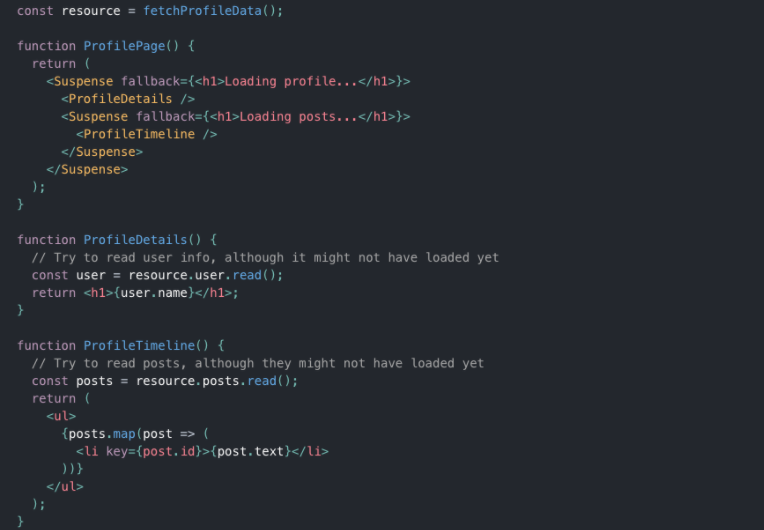 const resource = fetchProfileData();

function ProfilePage() {
  return (
    <Suspense fallback={<h1>Loading profile...</h1>}>
      <ProfileDetails />
      <Suspense fallback={<h1>Loading posts...</h1>}>
        <ProfileTimeline />
      </Suspense>
    </Suspense>
  );
}

function ProfileDetails() {
  // Try to read user info, although it might not have loaded yet
  const user = resource.user.read();
  return <h1>{user.name}</h1>;
}

function ProfileTimeline() {
  // Try to read posts, although they might not have loaded yet
  const posts = resource.posts.read();
  return (
    <ul>
      {posts.map(post => (
        <li key={post.id}>{post.text}</li>
      ))}
    </ul>
  );
}